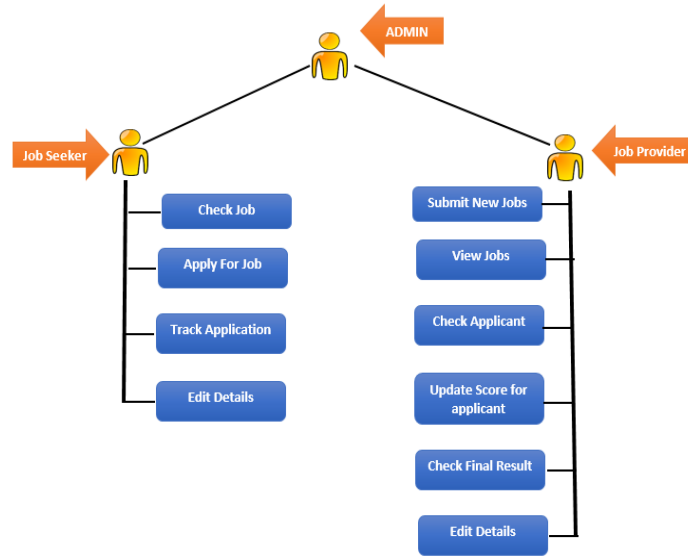 ADMIN
Job Seeker
Job Provider
Check Job
Apply For Job
Track Application
Edit Details
Submit New Jobs
View Jobs
Check Applicant
Update Score for
applicant
Check Final Result
Edit Details